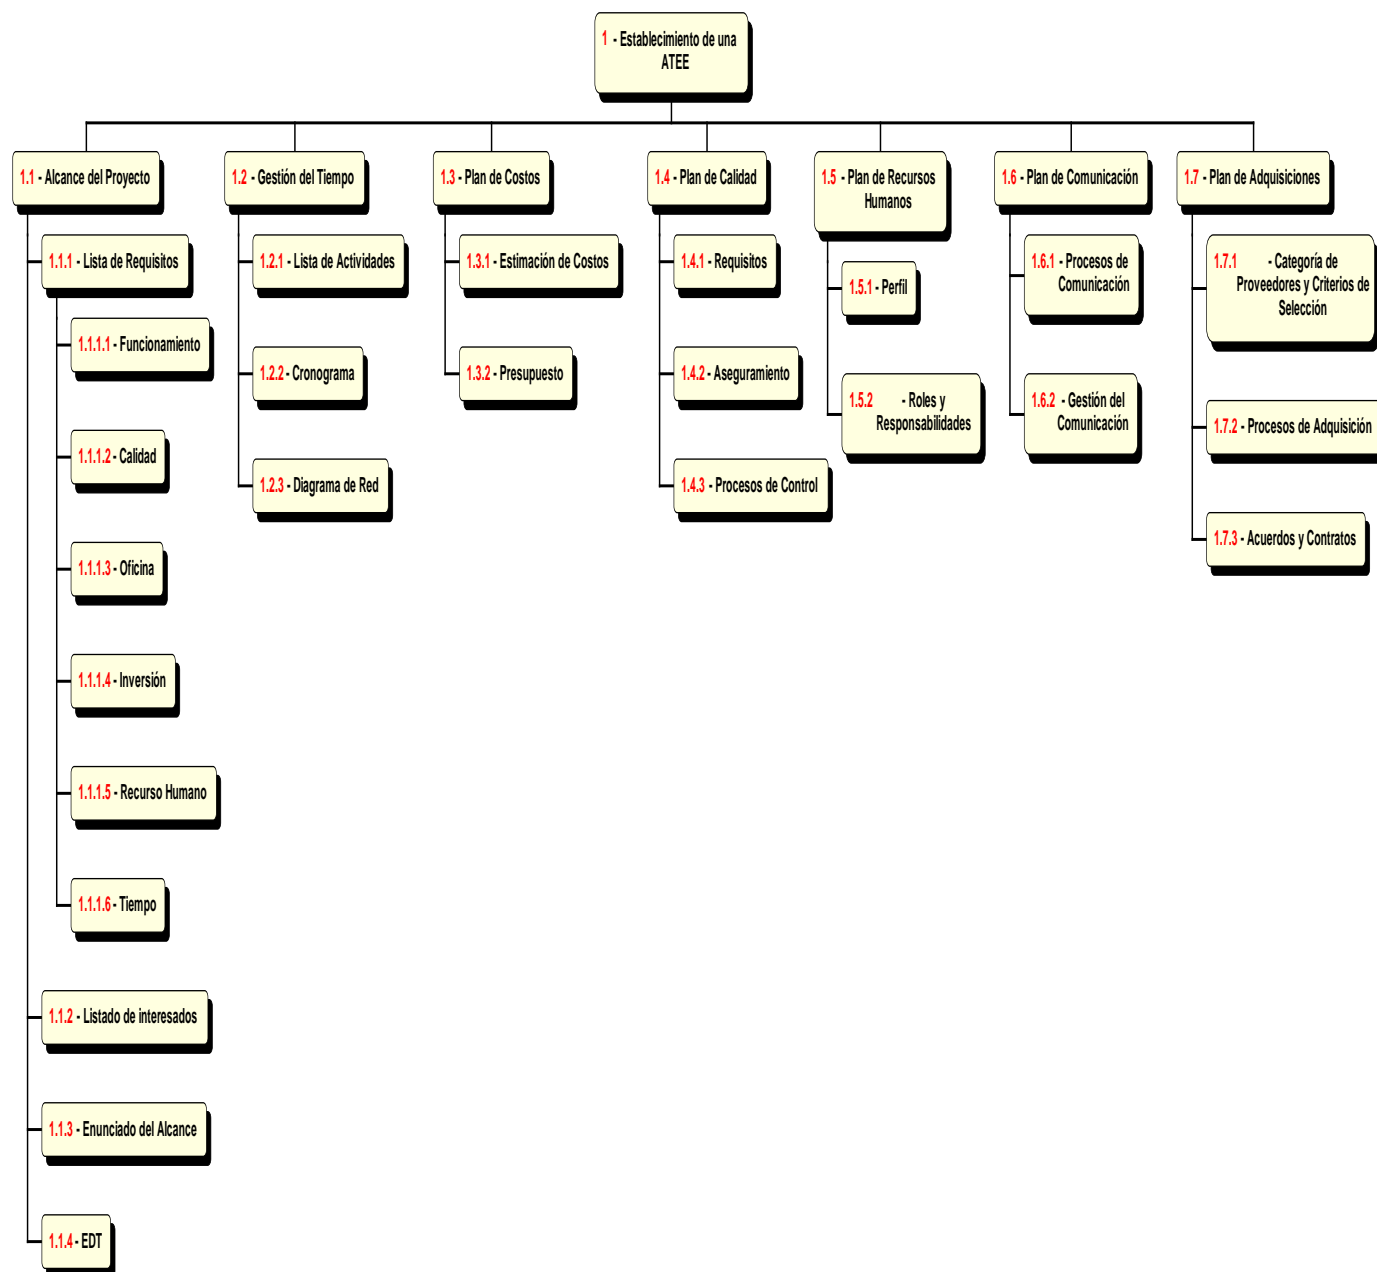 1 - Establecimiento de una
ATEE
1.1 - Alcance del Proyecto
1.1.1 - Lista de Requisitos
1.1.1.1 - Funcionamiento
1.1.1.2 - Calidad
1.1.1.3 - Oficina
1.1.1.4 - Inversión
1.1.1.5 - Recurso Humano
1.1.1.6 - Tiempo
1.1.2 - Listado de interesados
1.1.3 - Enunciado del Alcance
1.1.4 - EDT
1.2 - Gestión del Tiempo
1.2.1 - Lista de Actividades
1.2.2 - Cronograma
1.2.3 - Diagrama de Red
1.3 - Plan de Costos
1.3.1 - Estimación de Costos
1.3.2 - Presupuesto
1.4 - Plan de Calidad
1.4.1 - Requisitos
1.4.2 - Aseguramiento
1.4.3 - Procesos de Control
1.5 - Plan de Recursos
Humanos
1.5.1 - Perfil
1.5.2 - Roles y
Responsabilidades
1.6 - Plan de Comunicación
1.6.1 - Procesos de
Comunicación
1.6.2 - Gestión del
Comunicación
1.7 - Plan de Adquisiciones
1.7.1 - Categoría de
Proveedores y Criterios de
Selección
1.7.2 - Procesos de Adquisición
1.7.3 - Acuerdos y Contratos